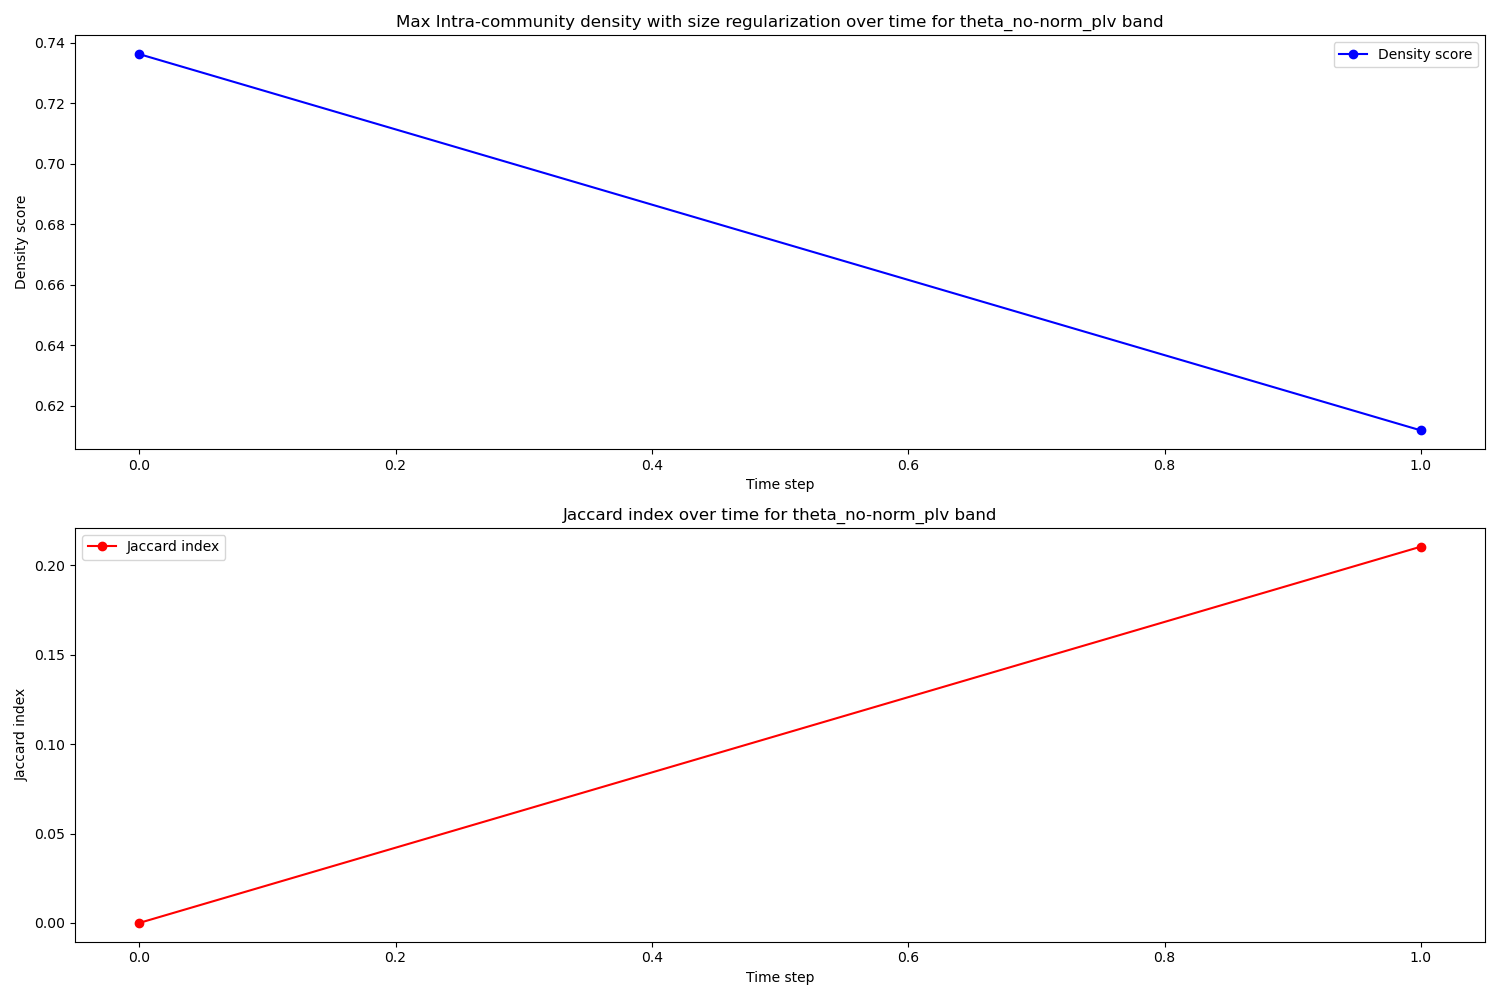 Max Intra-community density with size regularization over time for theta_no-norm_plv band
Density score
0.74
0.72
0.70
0.68
0.66
0.64
0.62
Density score
0.0 0.2 0.4 0.6 0.8 1.0
Time step
Jaccard index over time for theta_no-norm_plv band
Jaccard index
0.20
0.15
0.10
0.05
0.00
Jaccard index
0.0 0.2 0.4 0.6 0.8 1.0
Time step